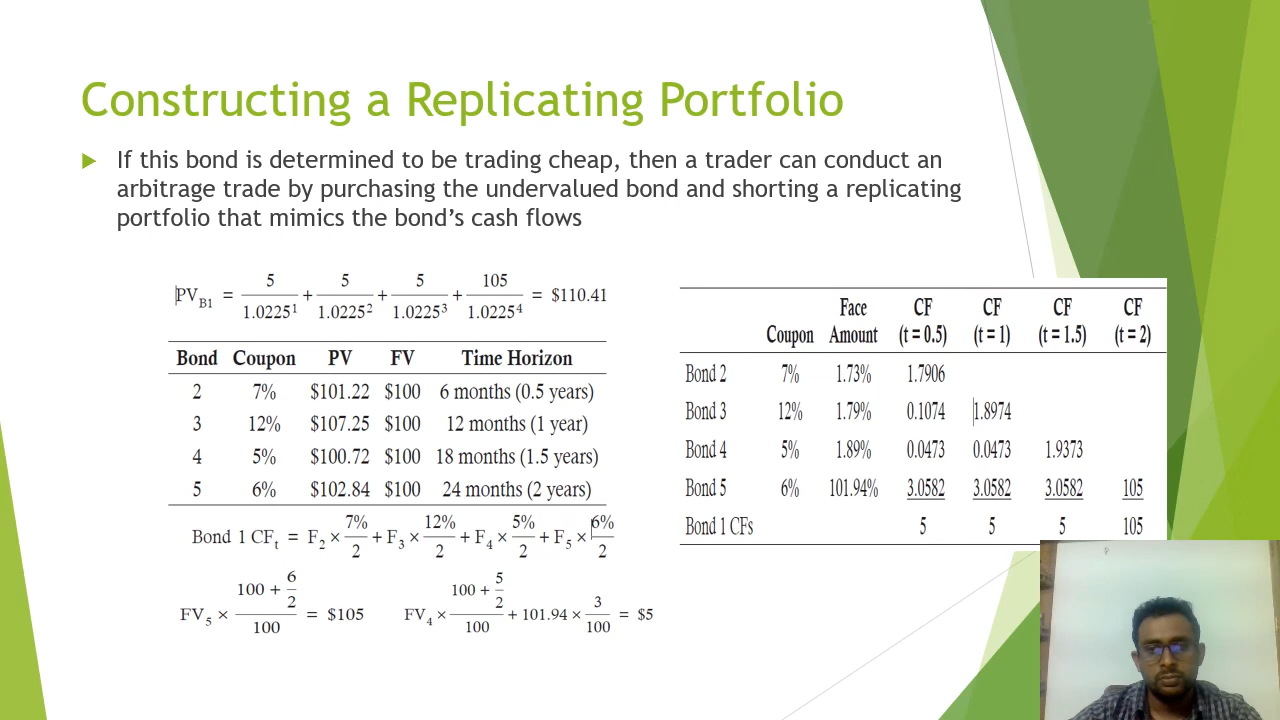 Constructing a Replicating Portfolio
If this bond is determined to be trading cheap, then a trader can conduct an
arbitrage trade by purchasing the undervalued bond and shorting a replicating
portfolio that mimics the bond's cash flows
PV_B1 = 5/1.0225^1 + 5/1.0225^2 + 5/1.0225^3 + 105/1.0225^4 = $110.41
Bond Coupon PV FV Time Horizon
2 7% $101.22 $100 6 months (0.5 years)
3 12% $107.25 $100 12 months (1 year)
4 5% $100.72 $100 18 months (1.5 years)
5 6% $102.84 $100 24 months (2 years)
Bond 1 CF_t = F_2 × 7%/2 + F_3 × 12%/2 + F_4 × 5%/2 + F_5 × 6%/2
FV_5 × (100 + 6/2)/100 = $105
FV_4 × (100 + 5/2)/100 + 101.94 × 3/100 = $5
Coupon Face Amount CF (t = 0.5) CF (t = 1) CF (t = 1.5) CF (t = 2)
Bond 2 7% 1.73% 1.7906
Bond 3 12% 1.79% 0.1074 1.8974
Bond 4 5% 1.89% 0.0473 0.0473 1.9373
Bond 5 6% 101.94% 3.0582 3.0582 3.0582 105
Bond 1 CFs 5 5 5 105